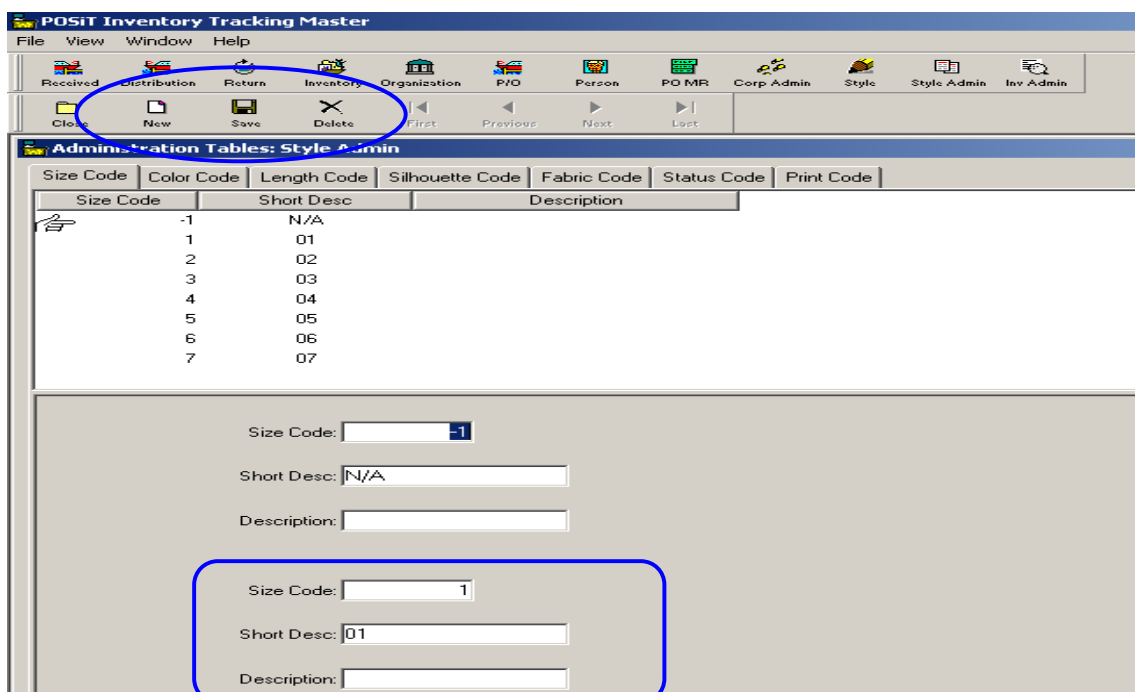 POSiT Inventory Tracking Master
File View Window Help
Received Distribution Return Inventory Organization P/O Person PO MR Corp Admin Style Style Admin Inv Admin
Close New Save Delete First Previous Next Last
Administration Tables: Style Admin
Size Code Color Code Length Code Silhouette Code Fabric Code Status Code Print Code
Size Code Short Desc Description
-1 N/A
1 01
2 02
3 03
4 04
5 05
6 06
7 07
Size Code: -1
Short Desc: N/A
Description:
Size Code: 1
Short Desc: 01
Description: